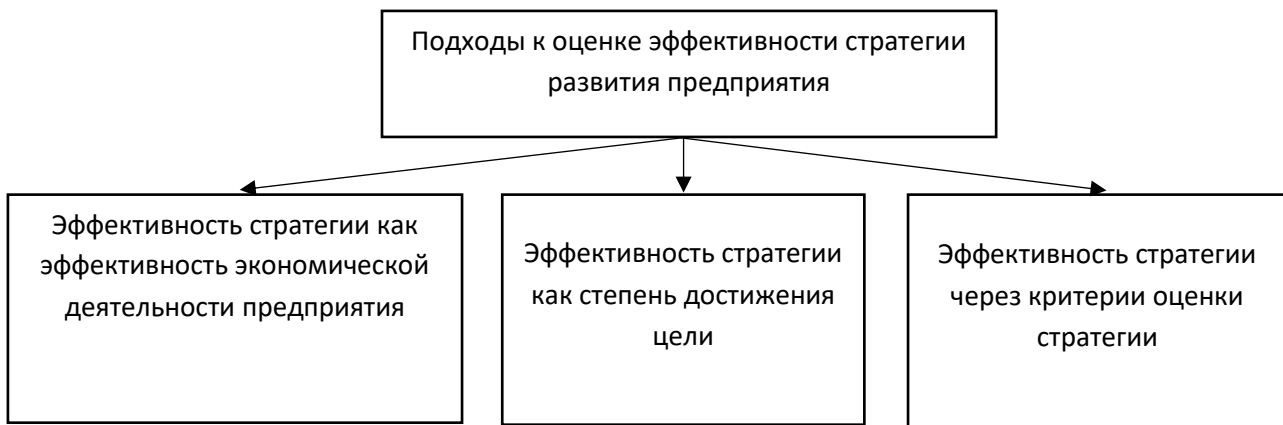 Подходы к оценке эффективности стратегии
развития предприятия
Эффективность стратегии как
эффективность экономической
деятельности предприятия
Эффективность стратегии
как степень достижения
цели
Эффективность стратегии
через критерии оценки
стратегии